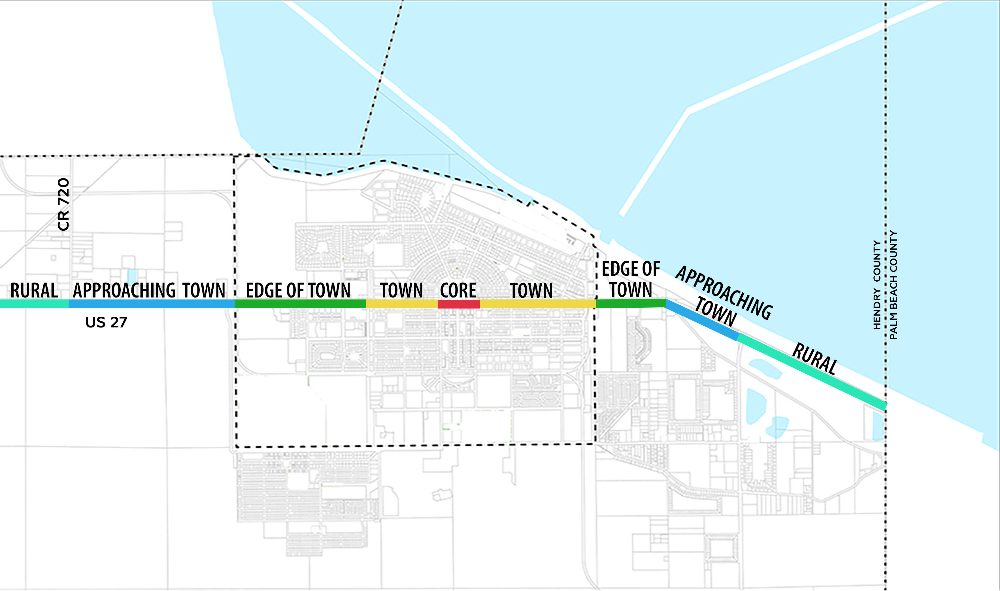 CR 720
RURAL
APPROACHING TOWN
EDGE OF TOWN
TOWN
CORE
TOWN
EDGE OF
TOWN
APPROACHING
TOWN
RURAL
US 27
HENDRY COUNTY
PALM BEACH COUNTY